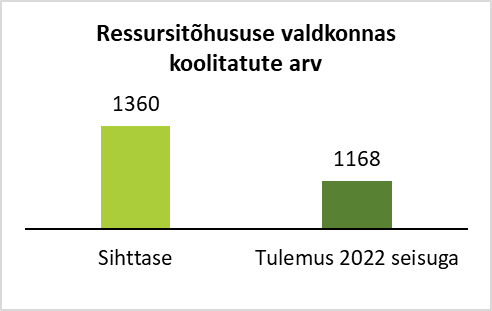 Ressursitõhususe valdkonnas
koolitatute arv
1360
1168
Sihttase
Tulemus 2022 seisuga